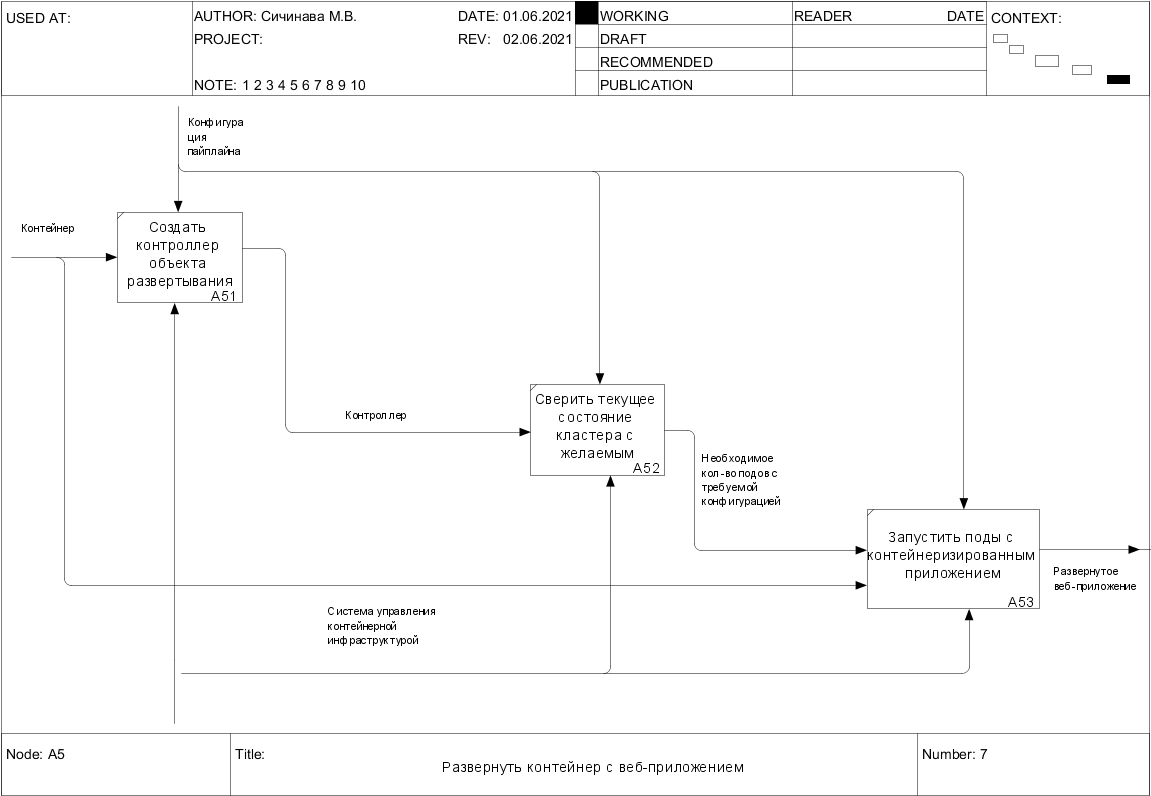 USED AT:
AUTHOR: Сичинава М.В.
DATE: 01.06.2021
WORKING
READER
DATE
CONTEXT:
PROJECT:
REV: 02.06.2021
DRAFT
RECOMMENDED
NOTE: 1 2 3 4 5 6 7 8 9 10
PUBLICATION
Конфигура
ция
пайплайна
Контейнер
Создать
контроллер
объекта
развертывания
A51
Контроллер
Сверить текущее
состояние
кластера с
желаемым
A52
Необходимое
кол-во подов с
требуемой
конфигурацией
Запустить поды с
контейнеризированным
приложением
A53
Развернутое
веб-приложение
Система управления
контейнерной
инфраструктурой
Node: A5
Title:
Развернуть контейнер с веб-приложением
Number: 7